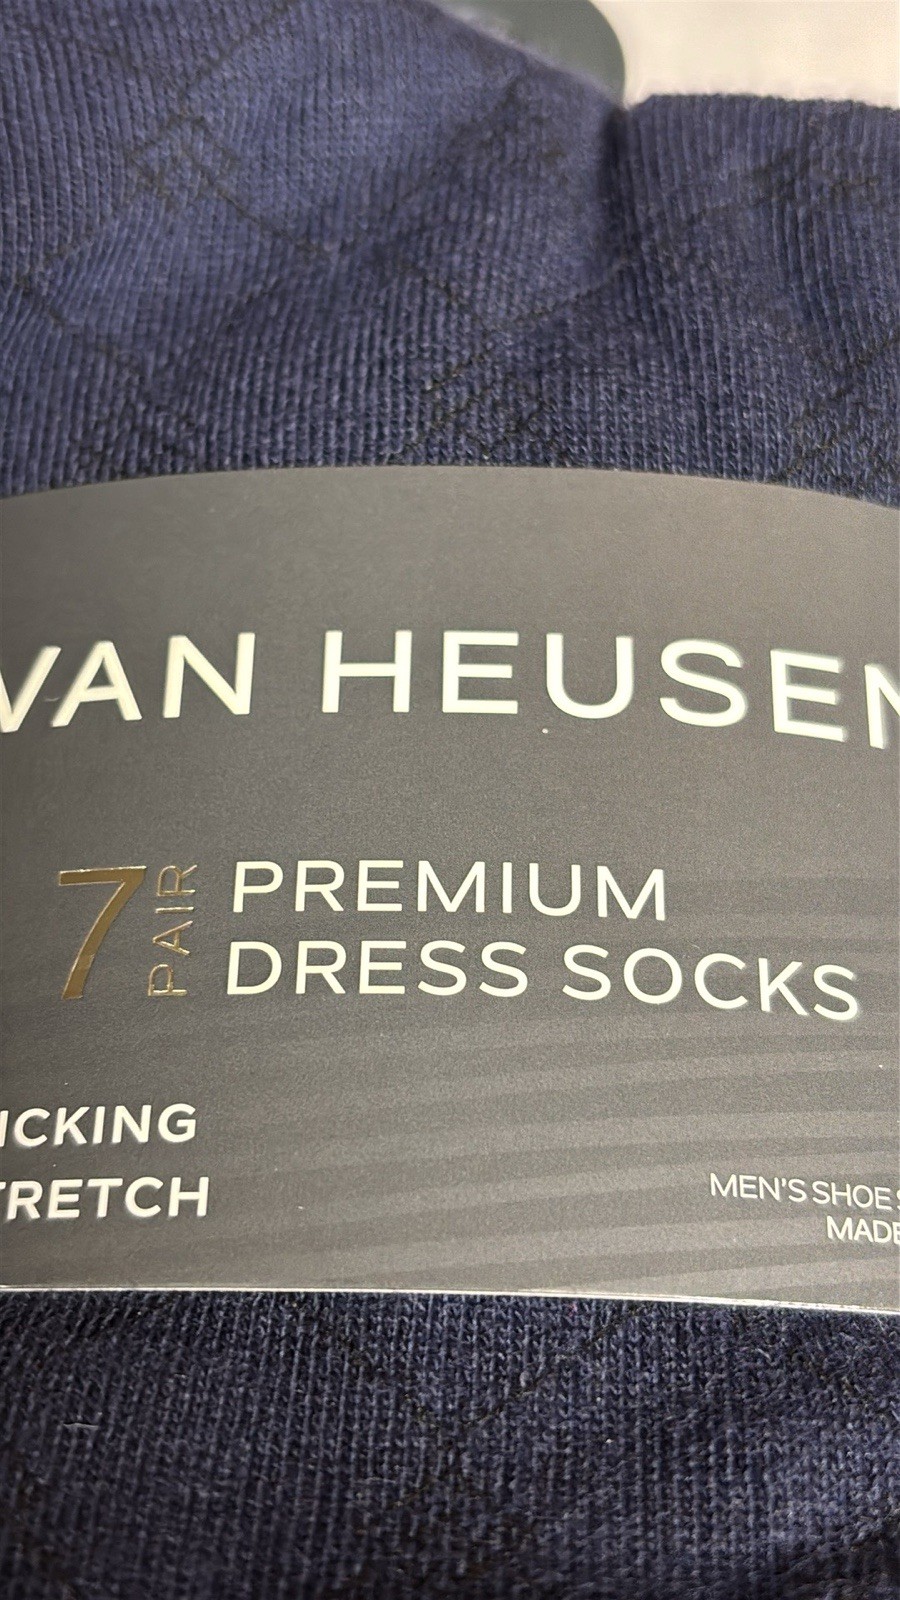 VAN HEUSEN
7 PAIR
PREMIUM
DRESS SOCKS
ICKING
TRETCH
MEN'S SHOE S
MADE